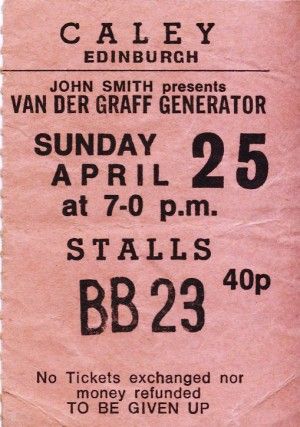 CALEY
EDINBURGH
JOHN SMITH presents
VAN DER GRAFF GENERATOR
SUNDAY
APRIL 25
at 7-0 p.m.
STALLS
BB 23 40p
No Tickets exchanged nor
money refunded
TO BE GIVEN UP